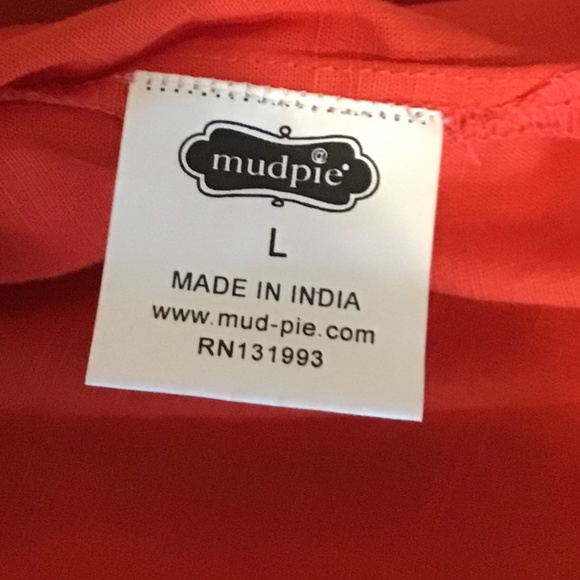 mudpie
L
MADE IN INDIA
www.mud-pie.com
RN131993